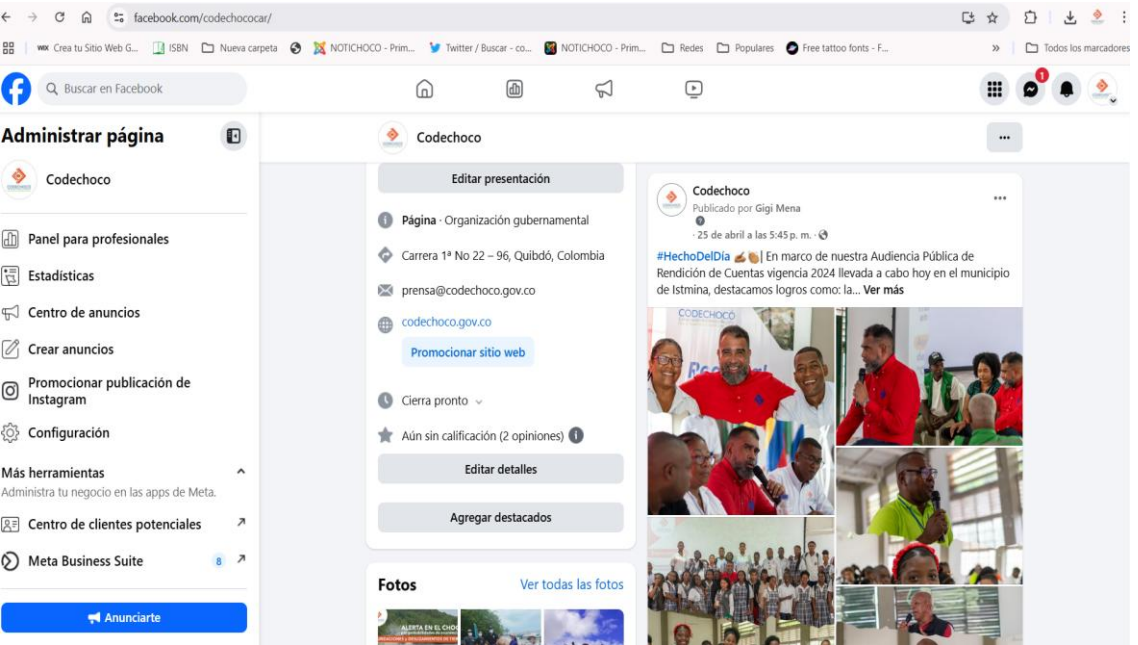 facebook.com/codechococar/
WIX Crea tu Sitio Web G...
ISBN
Nueva carpeta
NOTICHOCO - Prim...
Twitter / Buscar - co...
NOTICHOCO - Prim...
Redes
Populares
Free tattoo fonts - F...
»
Todos los marcadores
Buscar en Facebook
1
Administrar página
Codechoco
Panel para profesionales
Estadísticas
Centro de anuncios
Crear anuncios
Promocionar publicación de
Instagram
Configuración
Más herramientas
Administra tu negocio en las apps de Meta.
Centro de clientes potenciales
Meta Business Suite
8
Anunciarte
Codechoco
Editar presentación
Página · Organización gubernamental
Carrera 1ª No 22 – 96, Quibdó, Colombia
prensa@codechoco.gov.co
codechoco.gov.co
Promocionar sitio web
Cierra pronto
Aún sin calificación (2 opiniones)
Editar detalles
Agregar destacados
Fotos
Ver todas las fotos
ALERTA EN EL CHOC
Codechoco
Publicado por Gigi Mena
· 25 de abril a las 5:45 p. m. ·
#HechoDelDía ✍🏾👏🏽| En marco de nuestra Audiencia Pública de
Rendición de Cuentas vigencia 2024 llevada a cabo hoy en el municipio
de Istmina, destacamos logros como: la... Ver más
CODECHOCÓ